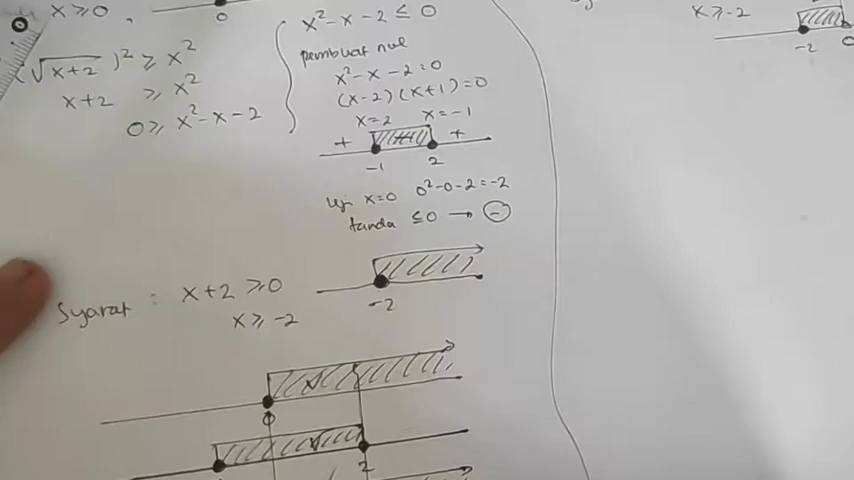 x ≥ 0 ,
0
(√x+2 )² ≥ x²
x+2 ≥ x²
0 ≥ x²-x-2
x²-x-2 ≤ 0
pembuat nol
x²-x-2=0
(x-2)(x+1)=0
x=2 x=-1
+ +
-1 2
Uji x=0 0²-0-2=-2
tanda ≤0 → -
Syarat : x+2 ≥0
x ≥ -2
-2
0
2
x ≥ -2
-2 0